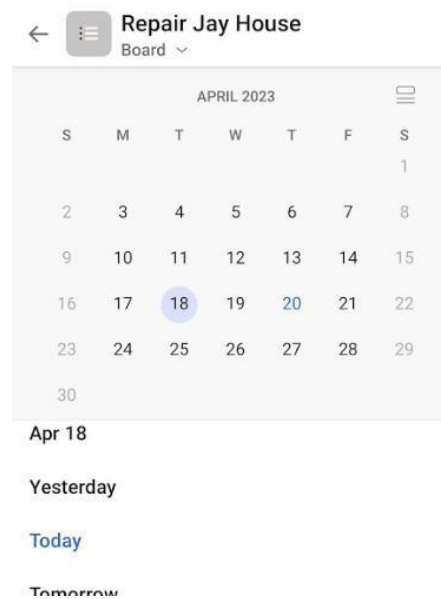 Repair Jay House
Board
APRIL 2023
S M T W T F S
1
2 3 4 5 6 7 8
9 10 11 12 13 14 15
16 17 18 19 20 21 22
23 24 25 26 27 28 29
30
Apr 18
Yesterday
Today
Tomorrow